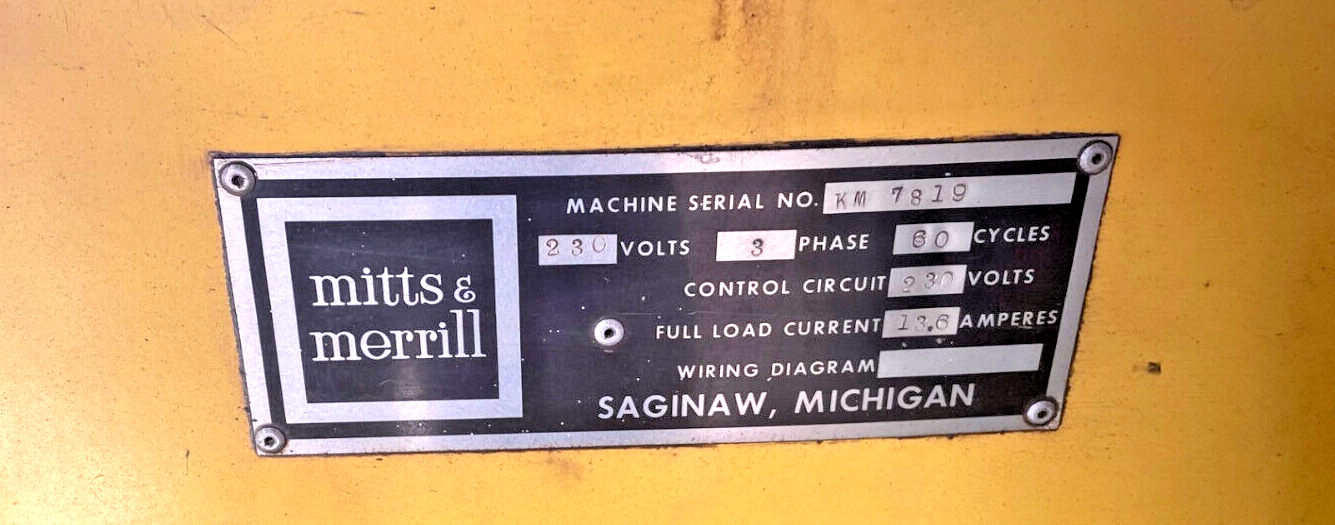 mitts &
merrill
MACHINE SERIAL NO. KM 7819
230 VOLTS 3 PHASE 60 CYCLES
CONTROL CIRCUIT 230 VOLTS
FULL LOAD CURRENT 13.6 AMPERES
WIRING DIAGRAM
SAGINAW, MICHIGAN